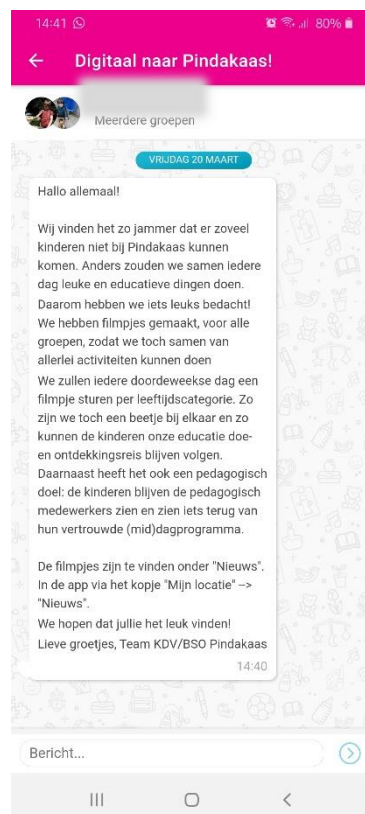 14:41
80%
Digitaal naar Pindakaas!
Meerdere groepen
VRIJDAG 20 MAART
Hallo allemaal!
Wij vinden het zo jammer dat er zoveel
kinderen niet bij Pindakaas kunnen
komen. Anders zouden we samen iedere
dag leuke en educatieve dingen doen.
Daarom hebben we iets leuks bedacht!
We hebben filmpjes gemaakt, voor alle
groepen, zodat we toch samen van
allerlei activiteiten kunnen doen
We zullen iedere doordeweekse dag een
filmpje sturen per leeftijdscategorie. Zo
zijn we toch een beetje bij elkaar en zo
kunnen de kinderen onze educatie doe-
en ontdekkingsreis blijven volgen.
Daarnaast heeft het ook een pedagogisch
doel: de kinderen blijven de pedagogisch
medewerkers zien en zien iets terug van
hun vertrouwde (mid)dagprogramma.
De filmpjes zijn te vinden onder "Nieuws".
In de app via het kopje "Mijn locatie" –>
"Nieuws".
We hopen dat jullie het leuk vinden!
Lieve groetjes, Team KDV/BSO Pindakaas
14:40
Bericht...